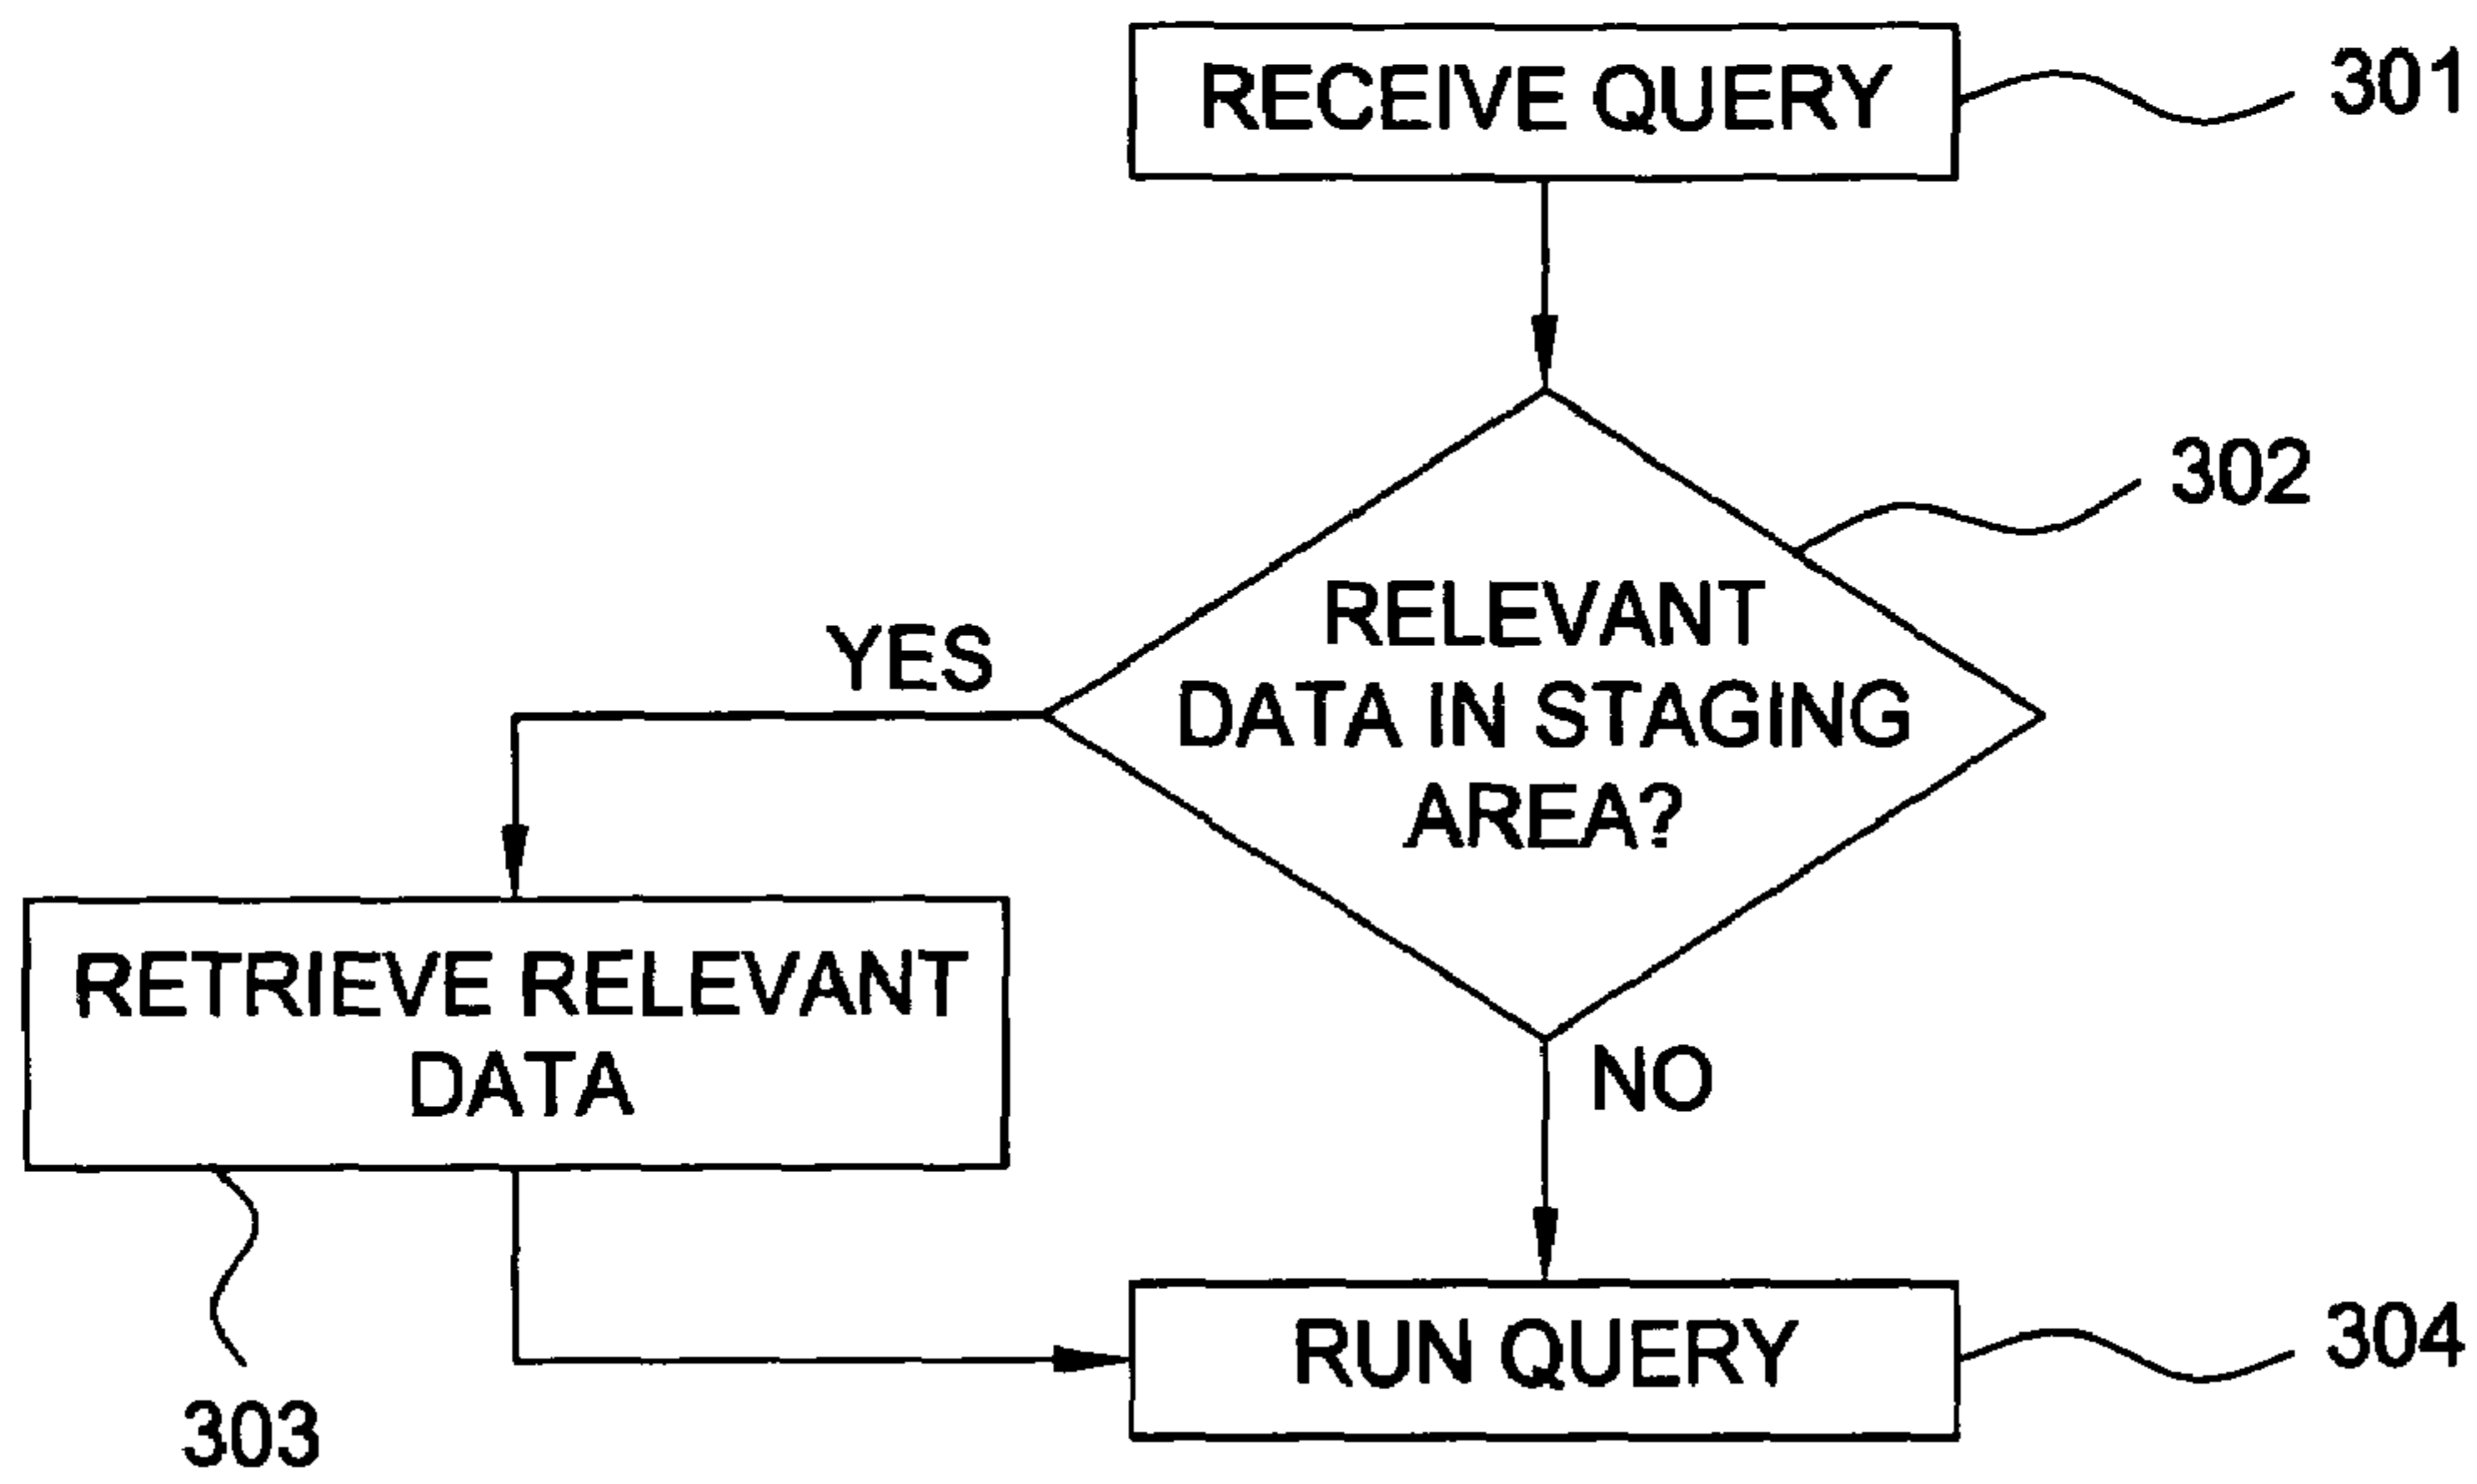 RECEIVE QUERY
301
302
RELEVANT
DATA IN STAGING
AREA?
YES
RETRIEVE RELEVANT
DATA
303
NO
RUN QUERY
304